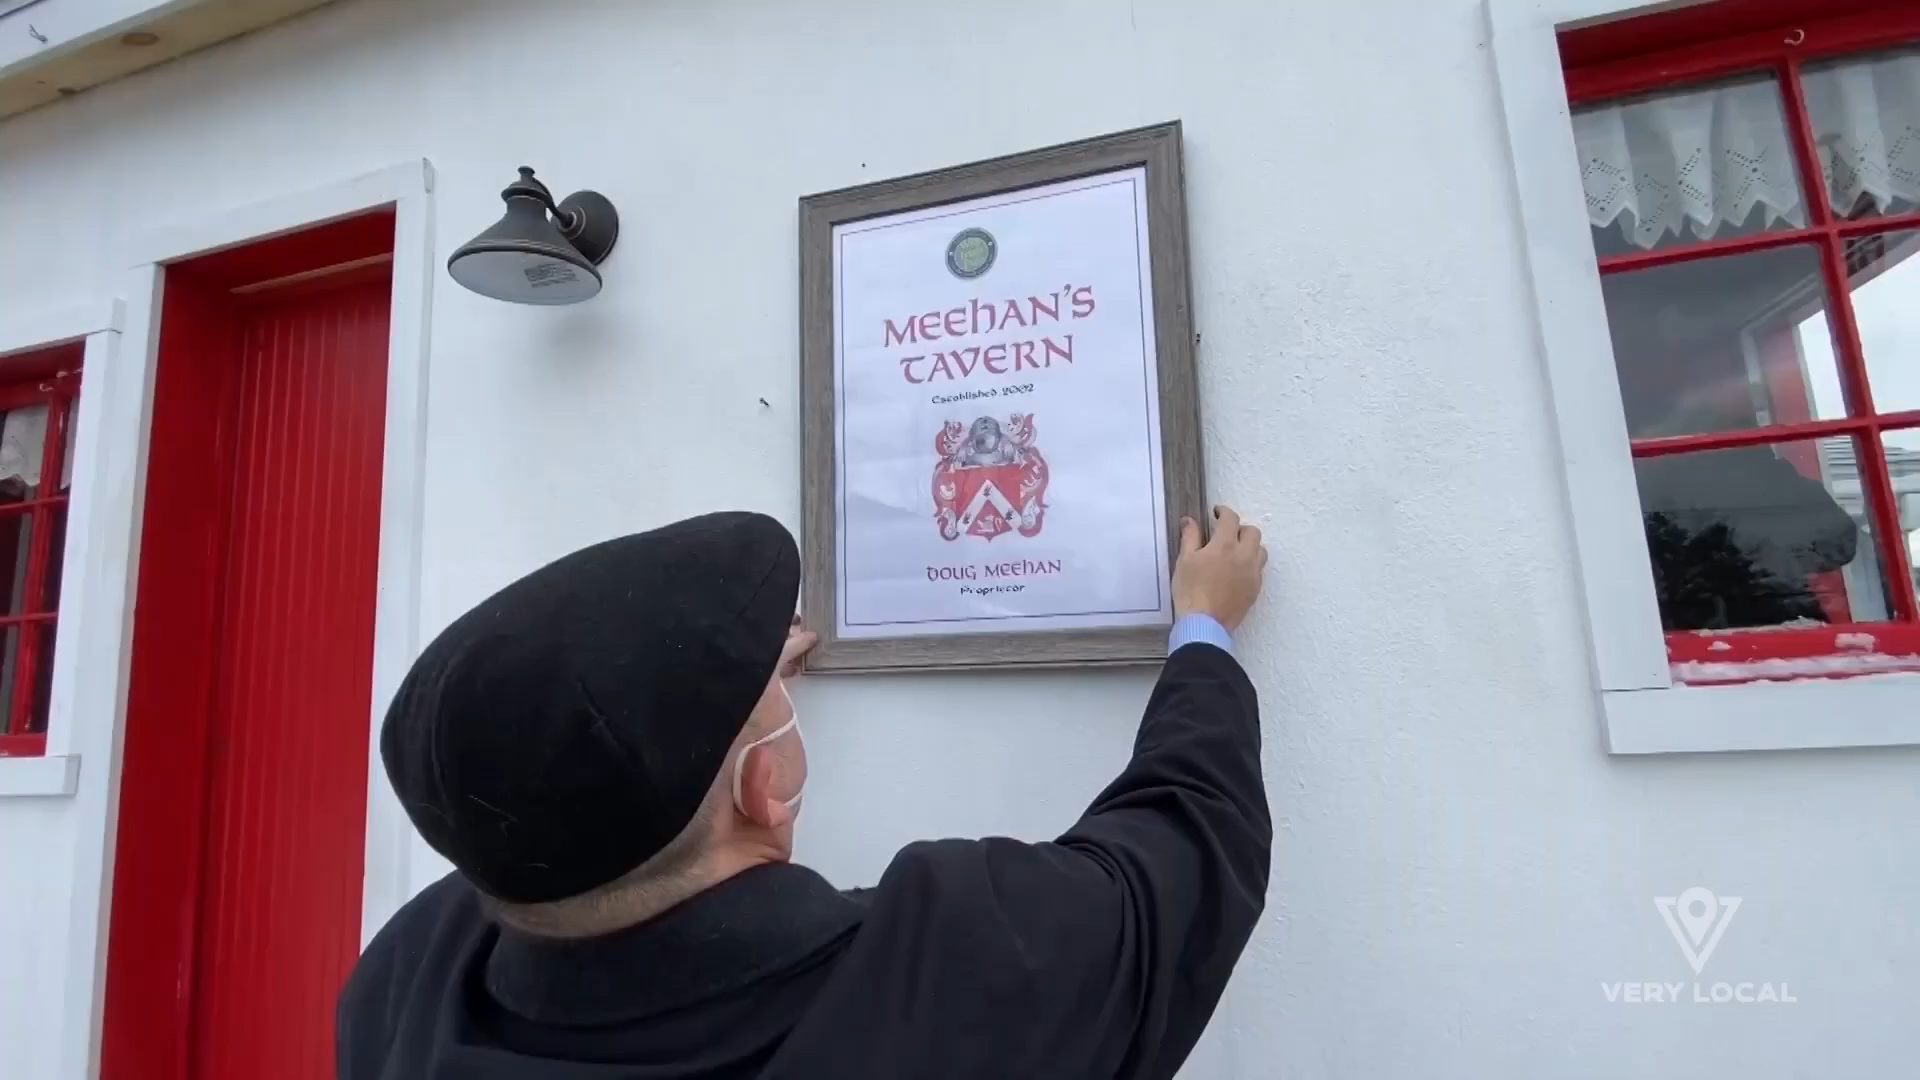 MEEHAN'S
TAVERN
Established 2002
DOUG MEEHAN
Proprietor
VERY LOCAL